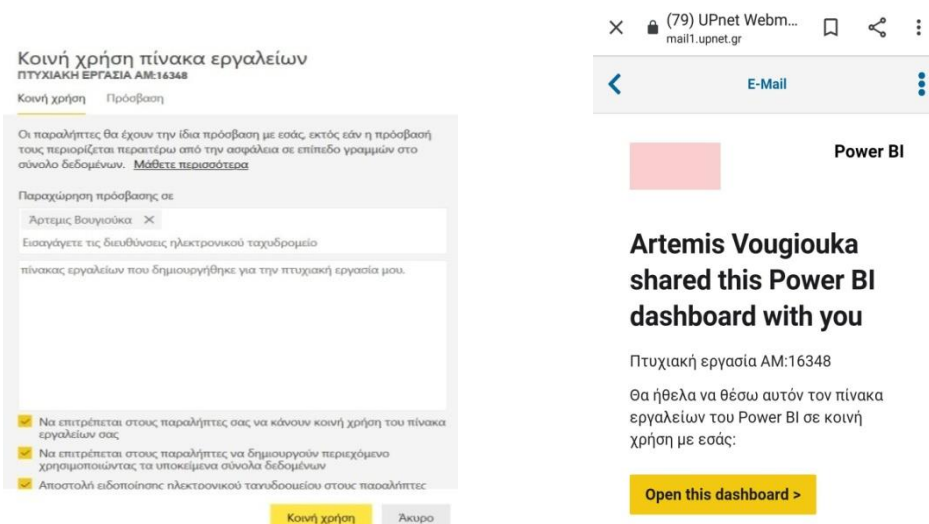 Κοινή χρήση πίνακα εργαλείων
ΠΤΥΧΙΑΚΗ ΕΡΓΑΣΙΑ ΑΜ:16348
Κοινή χρήση Πρόσβαση
Οι παραλήπτες θα έχουν την ίδια πρόσβαση με εσάς, εκτός εάν η πρόσβασή
τους περιορίζεται περαιτέρω από την ασφάλεια σε επίπεδο γραμμών στο
σύνολο δεδομένων. Μάθετε περισσότερα
Παραχώρηση πρόσβασης σε
Άρτεμις Βουγιούκα ✕
Εισαγάγετε τις διευθύνσεις ηλεκτρονικού ταχυδρομείο
πίνακας εργαλείων που δημιουργήθηκε για την πτυχιακή εργασία μου.
Να επιτρέπεται στους παραλήπτες σας να κάνουν κοινή χρήση του πίνακα
εργαλείων σας
Να επιτρέπεται στους παραλήπτες να δημιουργούν περιεχόμενο
χρησιμοποιώντας τα υποκείμενα σύνολα δεδομένων
Αποστολή ειδοποίησης ηλεκτρονικού ταχυδρομείου στους παραλήπτες
Κοινή χρήση Άκυρο
(79) UPnet Webm...
mail1.upnet.gr
E-Mail
Power BI
Artemis Vougiouka
shared this Power BI
dashboard with you
Πτυχιακή εργασία ΑΜ:16348
Θα ήθελα να θέσω αυτόν τον πίνακα
εργαλείων του Power BI σε κοινή
χρήση με εσάς:
Open this dashboard >